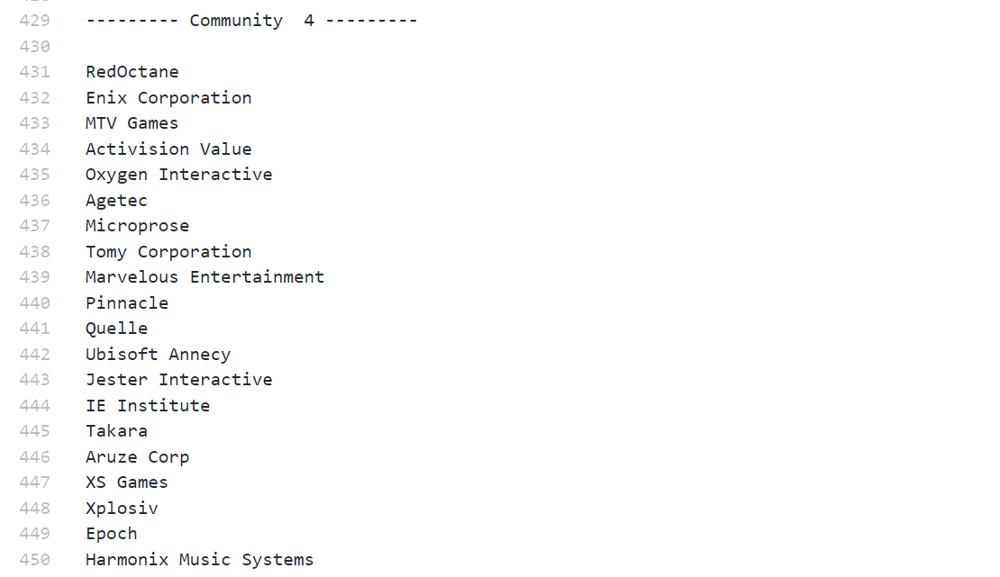 429 --------- Community  4 ---------
430
431 RedOctane
432 Enix Corporation
433 MTV Games
434 Activision Value
435 Oxygen Interactive
436 Agetec
437 Microprose
438 Tomy Corporation
439 Marvelous Entertainment
440 Pinnacle
441 Quelle
442 Ubisoft Annecy
443 Jester Interactive
444 IE Institute
445 Takara
446 Aruze Corp
447 XS Games
448 Xplosiv
449 Epoch
450 Harmonix Music Systems